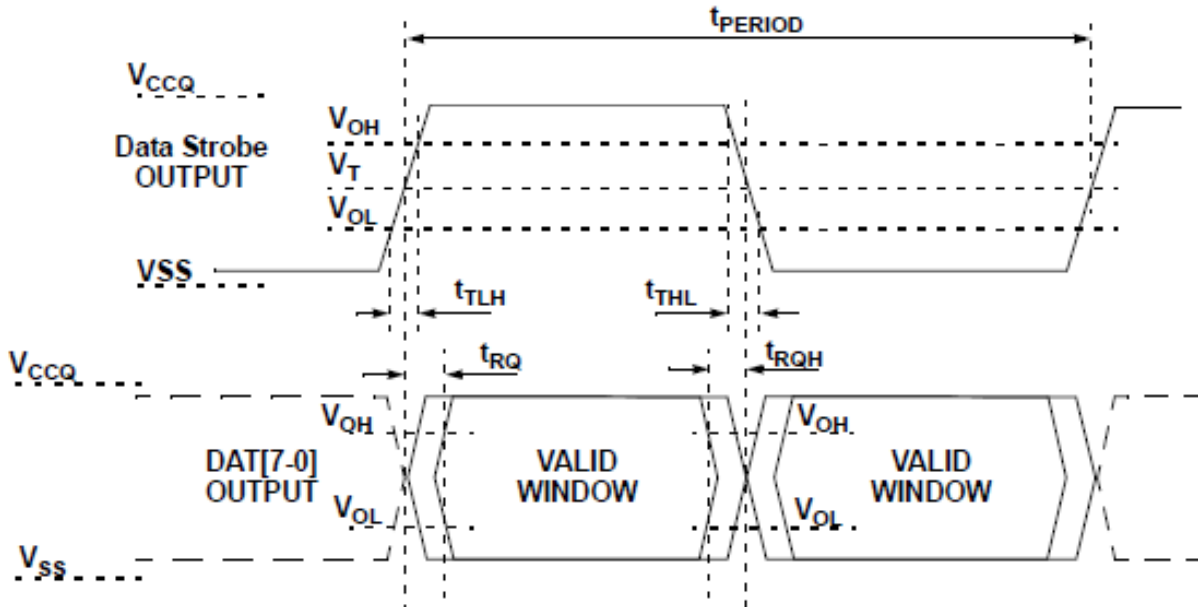 tPERIOD
VCCQ
VOH
Data Strobe
OUTPUT
VT
VOL
VSS
tTLH
tTHL
tRQ
tRQH
VCCQ
VOH
VOH
DAT[7-0]
OUTPUT
VALID
WINDOW
VALID
WINDOW
VOL
VOL
VSS